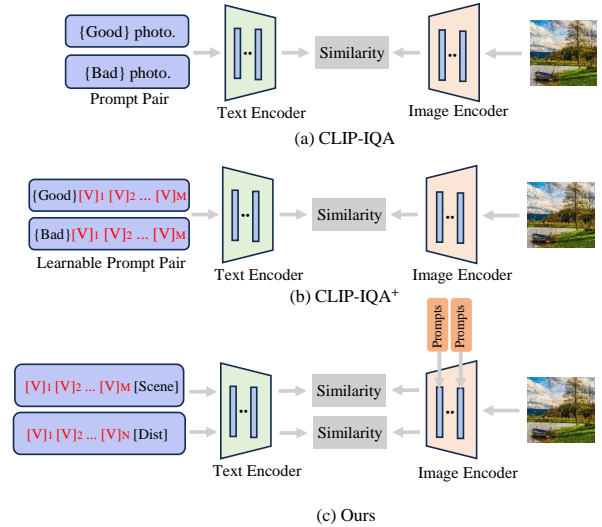 {Good} photo.
{Bad} photo.
Prompt Pair
Text Encoder
Similarity
Image Encoder
(a) CLIP-IQA
{Good}[V]1 [V]2 ... [V]M
{Bad}[V]1 [V]2 ... [V]M
Learnable Prompt Pair
Text Encoder
Similarity
Image Encoder
(b) CLIP-IQA+
Prompts
Prompts
[V]1 [V]2 ... [V]M [Scene]
[V]1 [V]2 ... [V]N [Dist]
Text Encoder
Similarity
Similarity
Image Encoder
(c) Ours